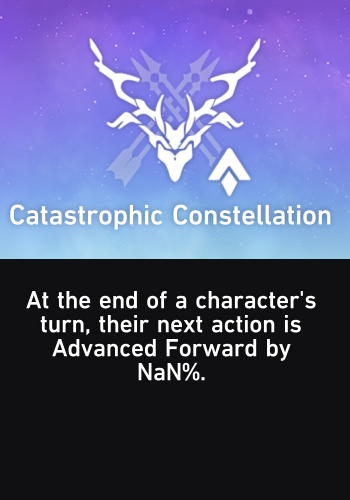 Catastrophic Constellation
At the end of a character's
turn, their next action is
Advanced Forward by
NaN%.